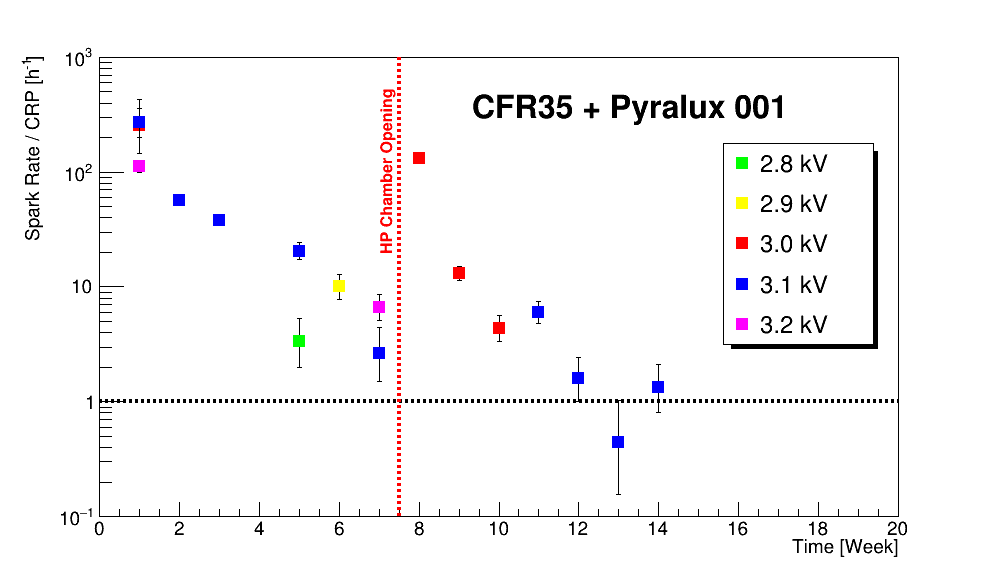 CFR35 + Pyralux 001
Spark Rate / CRP [h⁻¹]
10³
10²
10
1
10⁻¹
HP Chamber Opening
2.8 kV
2.9 kV
3.0 kV
3.1 kV
3.2 kV
0 2 4 6 8 10 12 14 16 18 20
Time [Week]